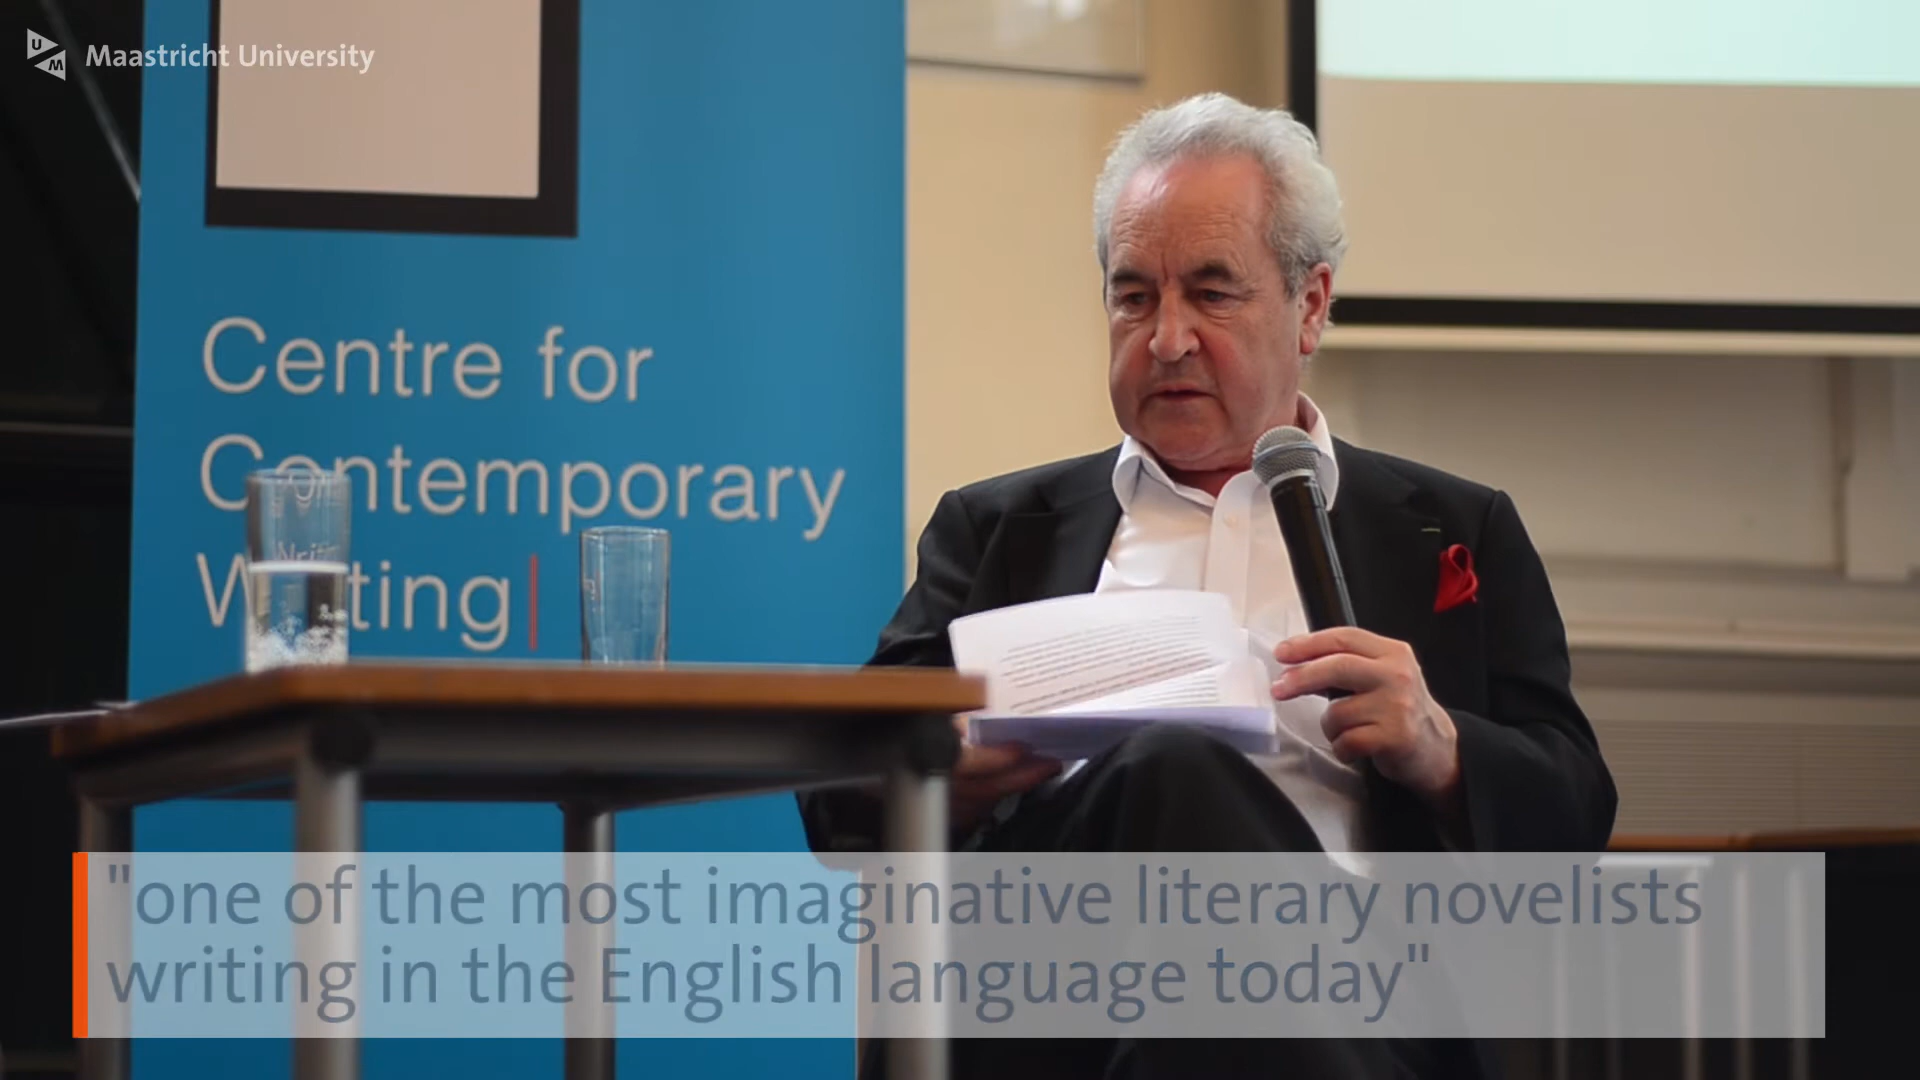 Maastricht University
Centre for
Contemporary
Writing
"one of the most imaginative literary novelists
writing in the English language today"